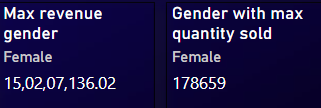 Max revenue
gender
Female
15,02,07,136.02
Gender with max
quantity sold
Female
178659